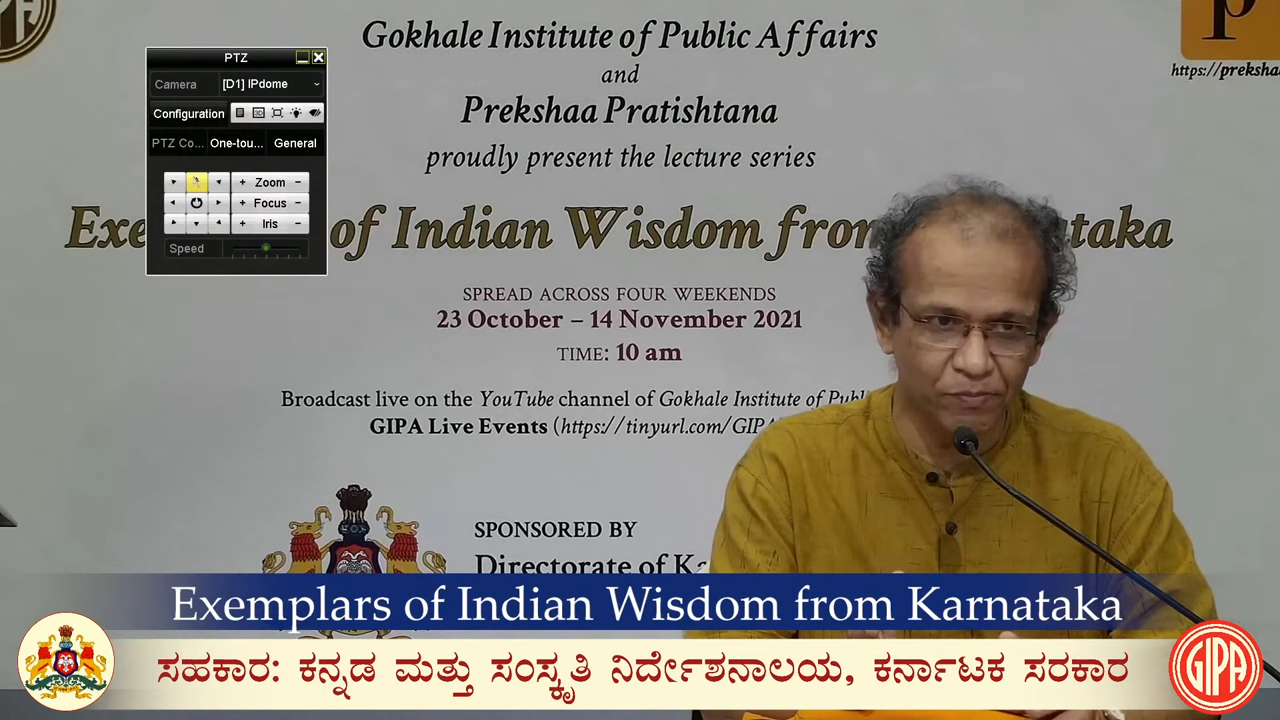 Gokhale Institute of Public Affairs
and
Prekshaa Pratishtana
proudly present the lecture series
of Indian Wisdom from
SPREAD ACROSS FOUR WEEKENDS
23 October – 14 November 2021
TIME: 10 am
Broadcast live on the YouTube channel of Gokhale Institute of
GIPA Live Events (https://tinyurl.com/GIPA
SPONSORED BY
Directorate of
https://preksha
PTZ
Camera [D1] IPdome
Configuration
PTZ Co... One-tou... General
+ Zoom −
+ Focus −
+ Iris −
Speed
Exemplars of Indian Wisdom from Karnataka
ಸಹಕಾರ: ಕನ್ನಡ ಮತ್ತು ಸಂಸ್ಕೃತಿ ನಿರ್ದೇಶನಾಲಯ, ಕರ್ನಾಟಕ ಸರಕಾರ
GIPA